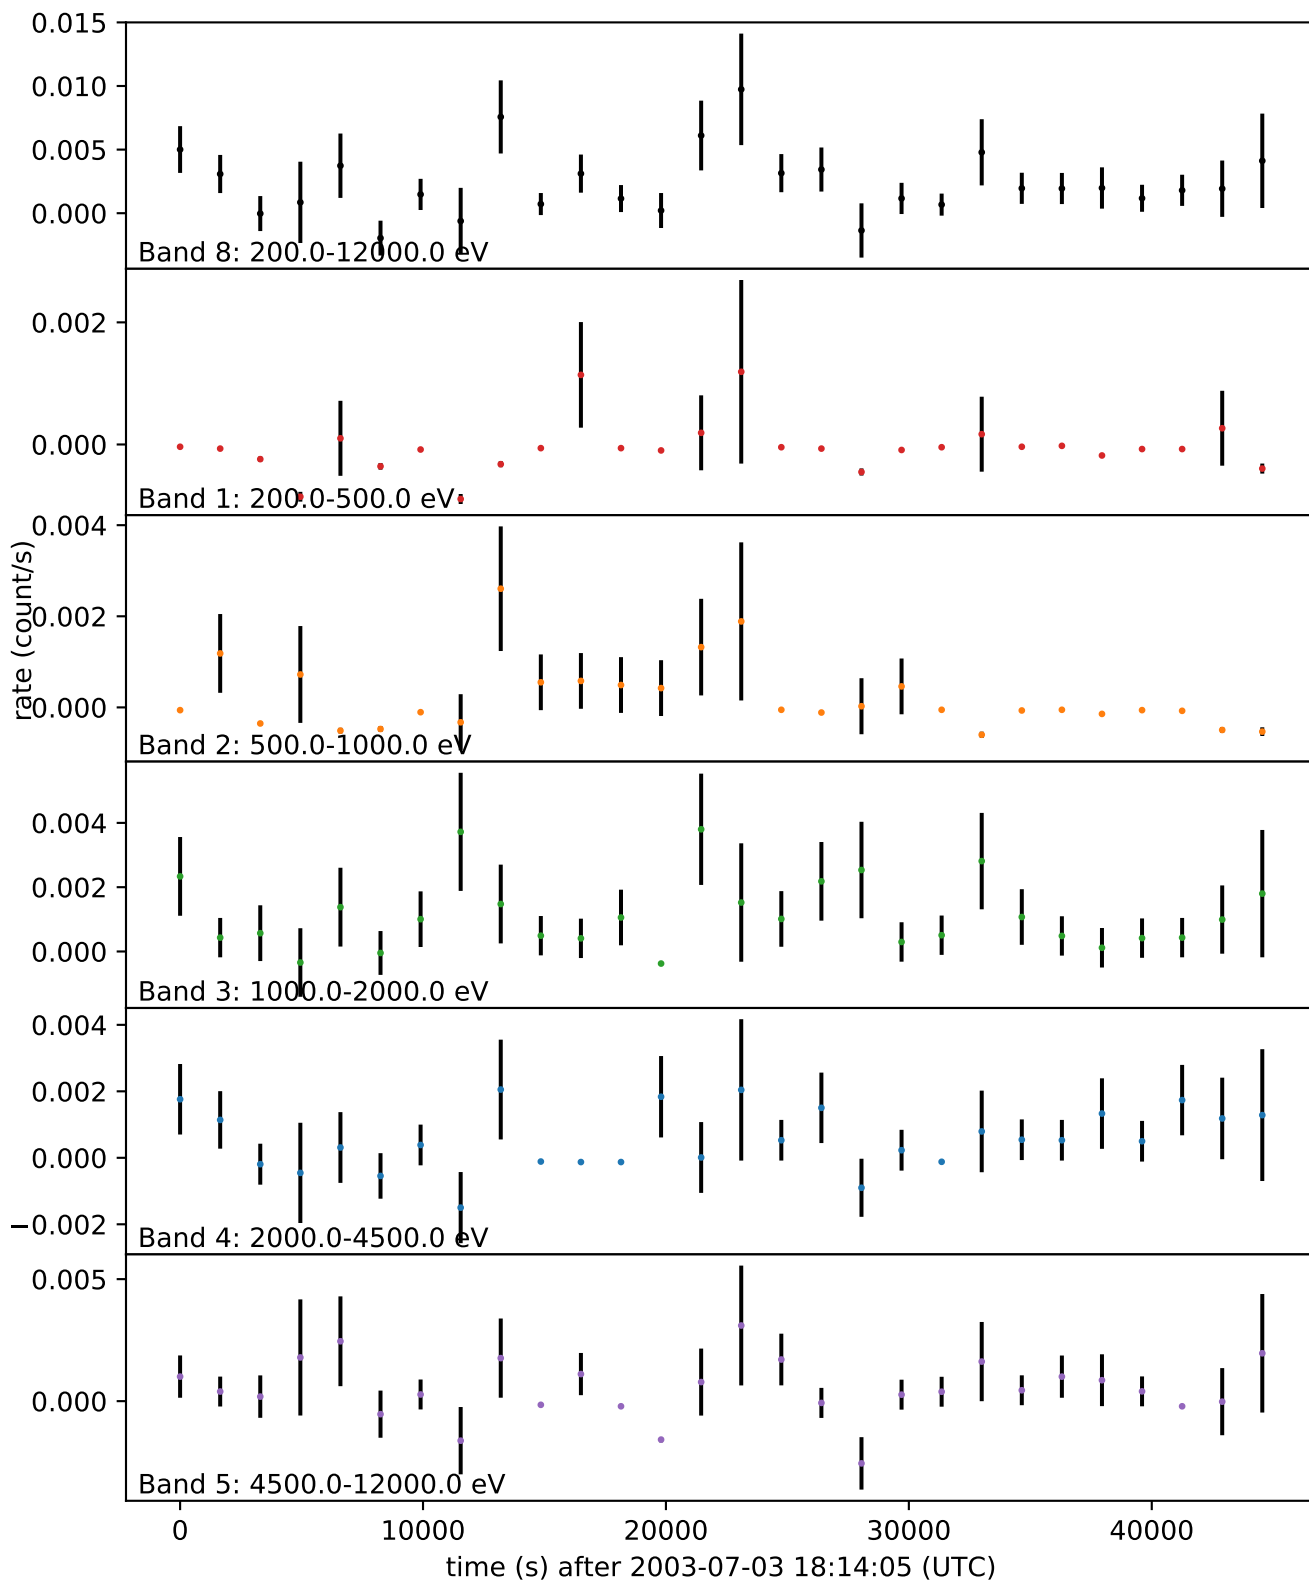 0.015
0.010
0.005
0.000
Band 8: 200.0-12000.0 eV
0.002
0.000
Band 1: 200.0-500.0 eV
0.004
0.002
0.000
Band 2: 500.0-1000.0 eV
rate (count/s)
0.004
0.002
0.000
Band 3: 1000.0-2000.0 eV
0.004
0.002
0.000
−0.002
Band 4: 2000.0-4500.0 eV
0.005
0.000
Band 5: 4500.0-12000.0 eV
0 10000 20000 30000 40000
time (s) after 2003-07-03 18:14:05 (UTC)